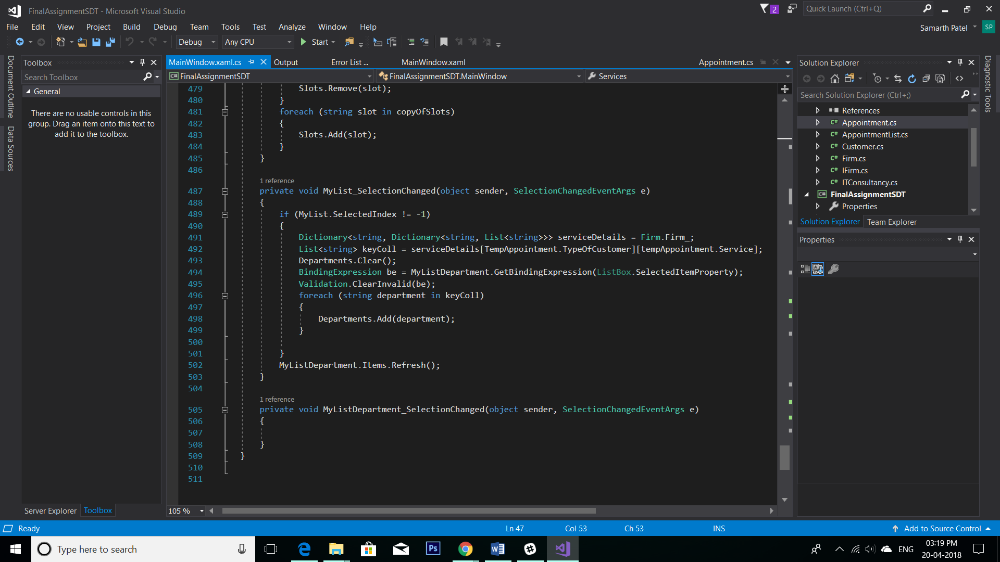 FinalAssignmentSDT - Microsoft Visual Studio
2
Quick Launch (Ctrl+Q)
File Edit View Project Build Debug Team Tools Test Analyze Window Help
Samarth Patel
SP
Debug
Any CPU
Start
Document Outline
Data Sources
Toolbox
Search Toolbox
General
There are no usable controls in this
group. Drag an item onto this text to
add it to the toolbox.
Server Explorer Toolbox
MainWindow.xaml.cs Output Error List ... MainWindow.xaml Appointment.cs
C# FinalAssignmentSDT FinalAssignmentSDT.MainWindow Services
479 Slots.Remove(slot);
480 }
481 foreach (string slot in copyOfSlots)
482 {
483 Slots.Add(slot);
484 }
485 }
486
1 reference
487 private void MyList_SelectionChanged(object sender, SelectionChangedEventArgs e)
488 {
489 if (MyList.SelectedIndex != -1)
490 {
491 Dictionary<string, Dictionary<string, List<string>>> serviceDetails = Firm.Firm_;
492 List<string> keyColl = serviceDetails[TempAppointment.TypeOfCustomer][tempAppointment.Service];
493 Departments.Clear();
494 BindingExpression be = MyListDepartment.GetBindingExpression(ListBox.SelectedItemProperty);
495 Validation.ClearInvalid(be);
496 foreach (string department in keyColl)
497 {
498 Departments.Add(department);
499 }
500
501 }
502 MyListDepartment.Items.Refresh();
503 }
504
1 reference
505 private void MyListDepartment_SelectionChanged(object sender, SelectionChangedEventArgs e)
506 {
507
508 }
509 }
510
511
105 %
Solution Explorer
Search Solution Explorer (Ctrl+;)
References
C# Appointment.cs
C# AppointmentList.cs
C# Customer.cs
C# Firm.cs
C# IFirm.cs
C# ITConsultancy.cs
C# FinalAssignmentSDT
Properties
Solution Explorer Team Explorer
Properties
Diagnostic Tools
Ready
Ln 47
Col 53
Ch 53
INS
Add to Source Control
Type here to search
Ps
ENG
03:19 PM
20-04-2018